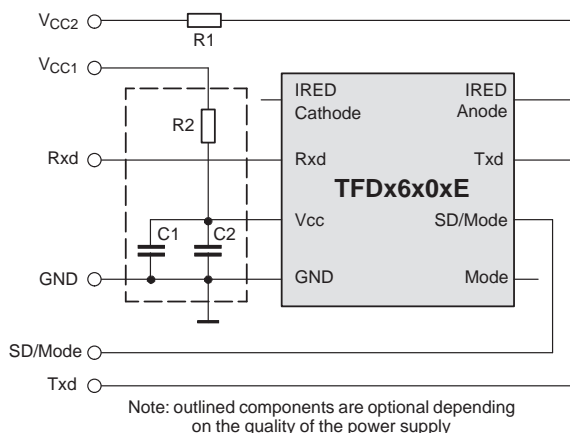 VCC2
R1
VCC1
IRED
Cathode
IRED
Anode
R2
Rxd
Rxd
Txd
TFDx6x0xE
Vcc
SD/Mode
C1
C2
GND
GND
Mode
SD/Mode
Txd
Note: outlined components are optional depending
on the quality of the power supply